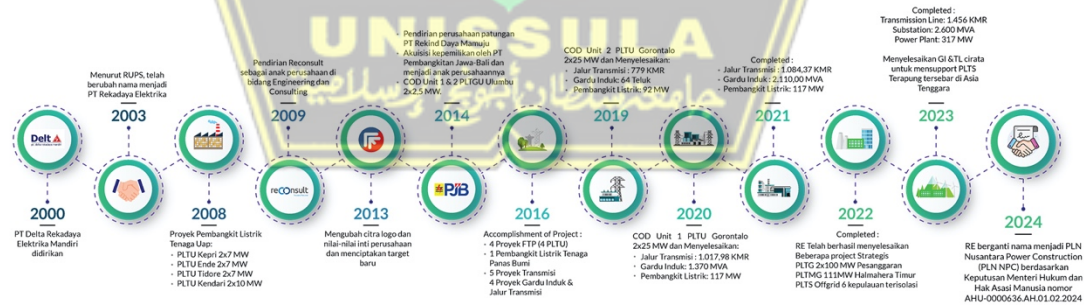 UNISSULA
Delta
2000
PT Delta Rekadaya
Elektrika Mandiri
didirikan
Menurut RUPS, telah
berubah nama menjadi
PT Rekadaya Elektrika
2003
2008
Proyek Pembangkit Listrik
Tenaga Uap:
- PLTU Kepri 2x7 MW
- PLTU Ende 2x7 MW
- PLTU Tidore 2x7 MW
- PLTU Kendari 2x10 MW
Pendirian Reconsult
sebagai anak perusahaan di
bidang Engineering dan
Consulting
2009
reconsult
2013
Mengubah citra logo dan
nilai-nilai inti perusahaan
dan menciptakan target
baru
- Pendirian perusahaan patungan
PT Rekind Daya Mamuju
- Akuisisi kepemilikan oleh PT
Pembangkitan Jawa-Bali dan
menjadi anak perusahaannya
- COD Unit 1 & 2 PLTGU Ulumbu
2x2.5 MW.
2014
PJB
2016
Accomplishment of Project :
- 4 Proyek FTP (4 PLTU)
- 1 Pembangkit Listrik Tenaga
Panas Bumi
- 5 Proyek Transmisi
- 4 Proyek Gardu Induk &
Jalur Transmisi
COD Unit 2 PLTU Gorontalo
2x25 MW dan Menyelesaikan:
- Jalur Transmisi : 779 KMR
- Gardu Induk: 64 Teluk
- Pembangkit Listrik: 92 MW
2019
2020
COD Unit 1 PLTU Gorontalo
2x25 MW dan Menyelesaikan:
- Jalur Transmisi : 1.017,98 KMR
- Gardu Induk: 1.370 MVA
- Pembangkit Listrik: 117 MW
Completed :
- Jalur Transmisi : 1.084,37 KMR
- Gardu Induk : 2,110,00 MVA
- Pembangkit Listrik : 117 MW
2021
2022
Completed :
RE Telah berhasil menyelesaikan
Beberapa project Strategis
PLTG 2x100 MW Pesanggaran
PLTMG 111MW Halmahera Timur
PLTS Offgrid 6 kepulauan terisolasi
Completed :
Transmission Line: 1.456 KMR
Substation: 2.600 MVA
Power Plant: 317 MW
Menyelesaikan GI & TL cirata
untuk mensupport PLTS
Terapung tersebar di Asia
Tenggara
2023
2024
RE berganti nama menjadi PLN
Nusantara Power Construction
(PLN NPC) berdasarkan
Keputusan Menteri Hukum dan
Hak Asasi Manusia nomor
AHU-0000636.AH.01.02.2024